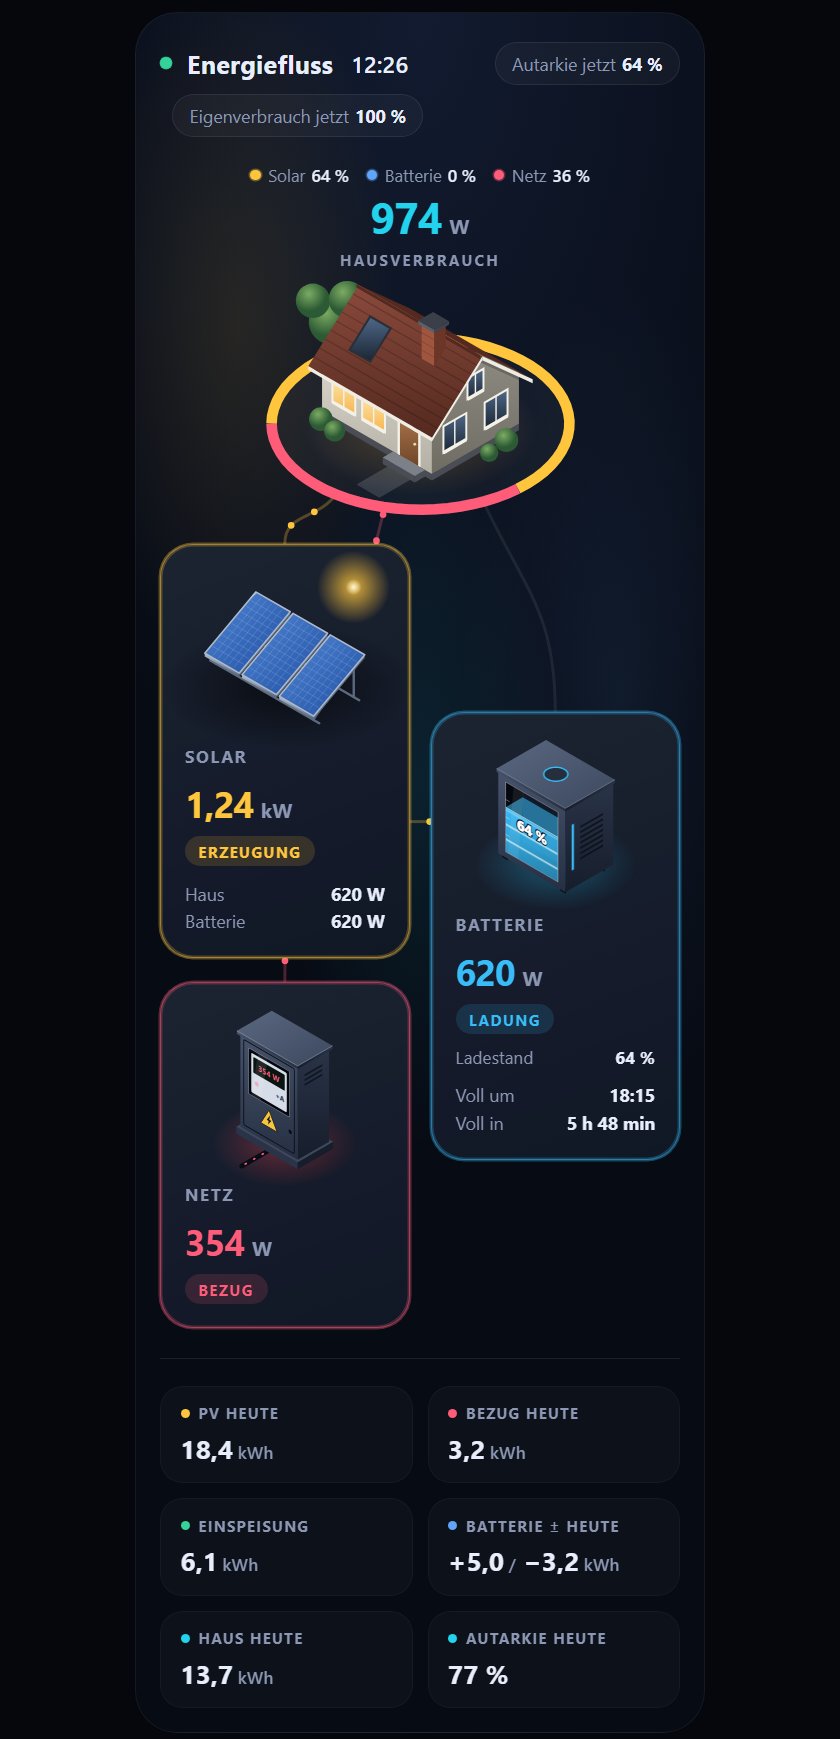 Energiefluss 12:26
Autarkie jetzt 64 %
Eigenverbrauch jetzt 100 %
Solar 64 % Batterie 0 % Netz 36 %
974 W
HAUSVERBRAUCH
SOLAR
1,24 kW
ERZEUGUNG
Haus 620 W
Batterie 620 W
64 %
BATTERIE
620 W
LADUNG
Ladestand 64 %
Voll um 18:15
Voll in 5 h 48 min
354 W
+A
NETZ
354 W
BEZUG
PV HEUTE
18,4 kWh
BEZUG HEUTE
3,2 kWh
EINSPEISUNG
6,1 kWh
BATTERIE ± HEUTE
+5,0 / −3,2 kWh
HAUS HEUTE
13,7 kWh
AUTARKIE HEUTE
77 %